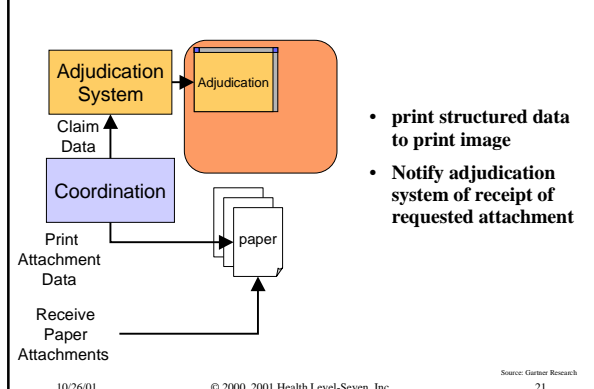 Adjudication
System
Adjudication
Claim
Data
Coordination
Print
Attachment
Data
paper
Receive
Paper
Attachments
• print structured data
to print image
• Notify adjudication
system of receipt of
requested attachment
Source: Gartner Research
10/26/01 © 2000, 2001 Health Level-Seven, Inc. 21